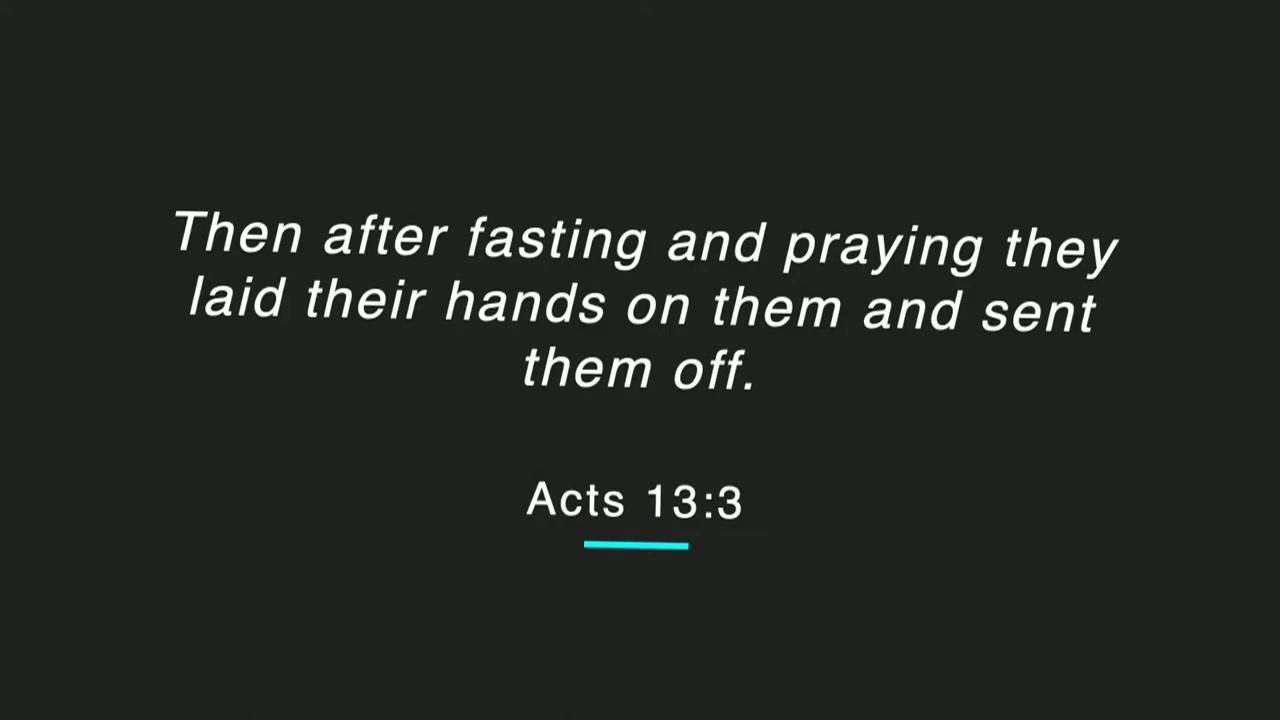 Then after fasting and praying they
laid their hands on them and sent
them off.
Acts 13:3